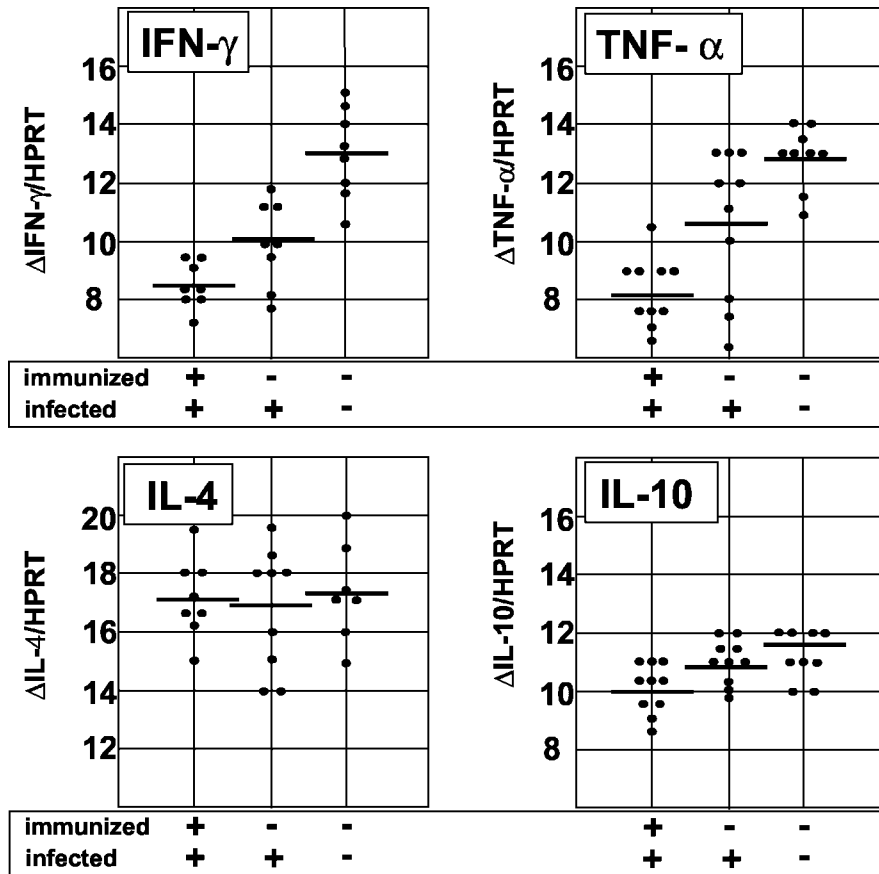 IFN-γ
ΔIFN-γ/HPRT
16
14
12
10
8
TNF- α
ΔTNF-α/HPRT
16
14
12
10
8
immunized + - - + - -
infected + + - + + -
IL-4
ΔIL-4/HPRT
20
18
16
14
12
IL-10
ΔIL-10/HPRT
16
14
12
10
8
immunized + - - + - -
infected + + - + + -